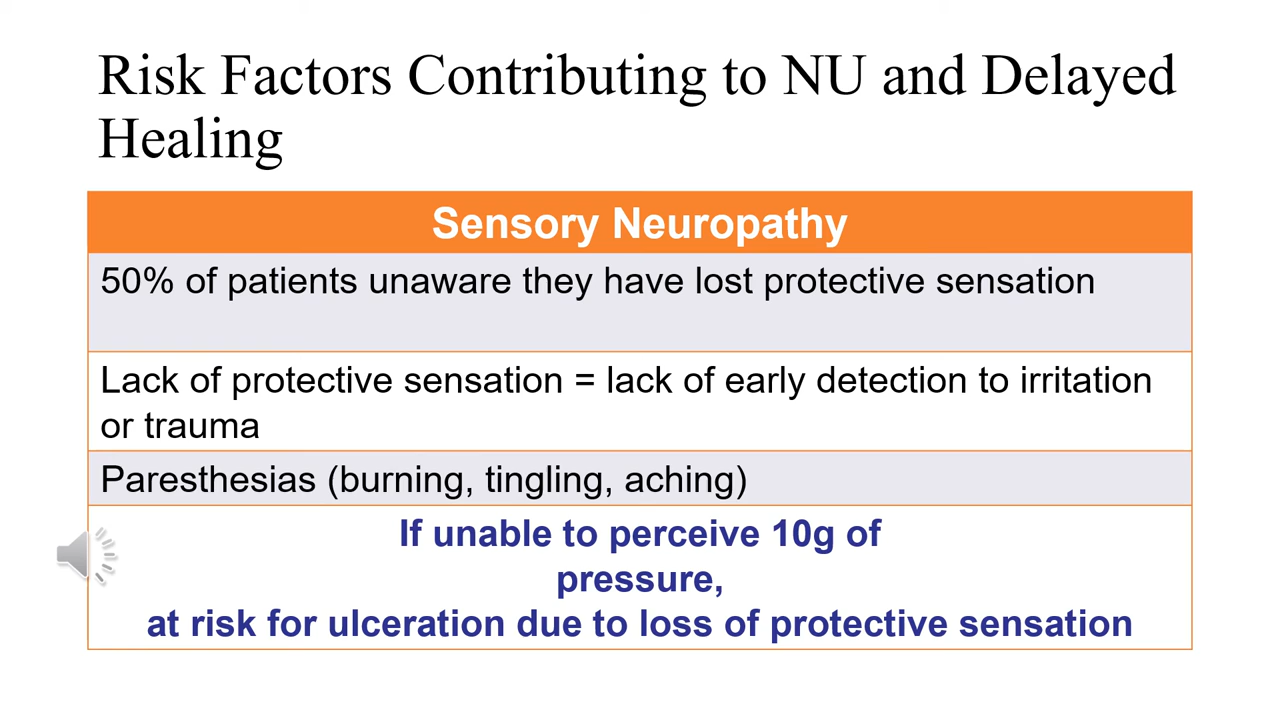 Risk Factors Contributing to NU and Delayed
Healing
Sensory Neuropathy
50% of patients unaware they have lost protective sensation
Lack of protective sensation = lack of early detection to irritation
or trauma
Paresthesias (burning, tingling, aching)
If unable to perceive 10g of
pressure,
at risk for ulceration due to loss of protective sensation